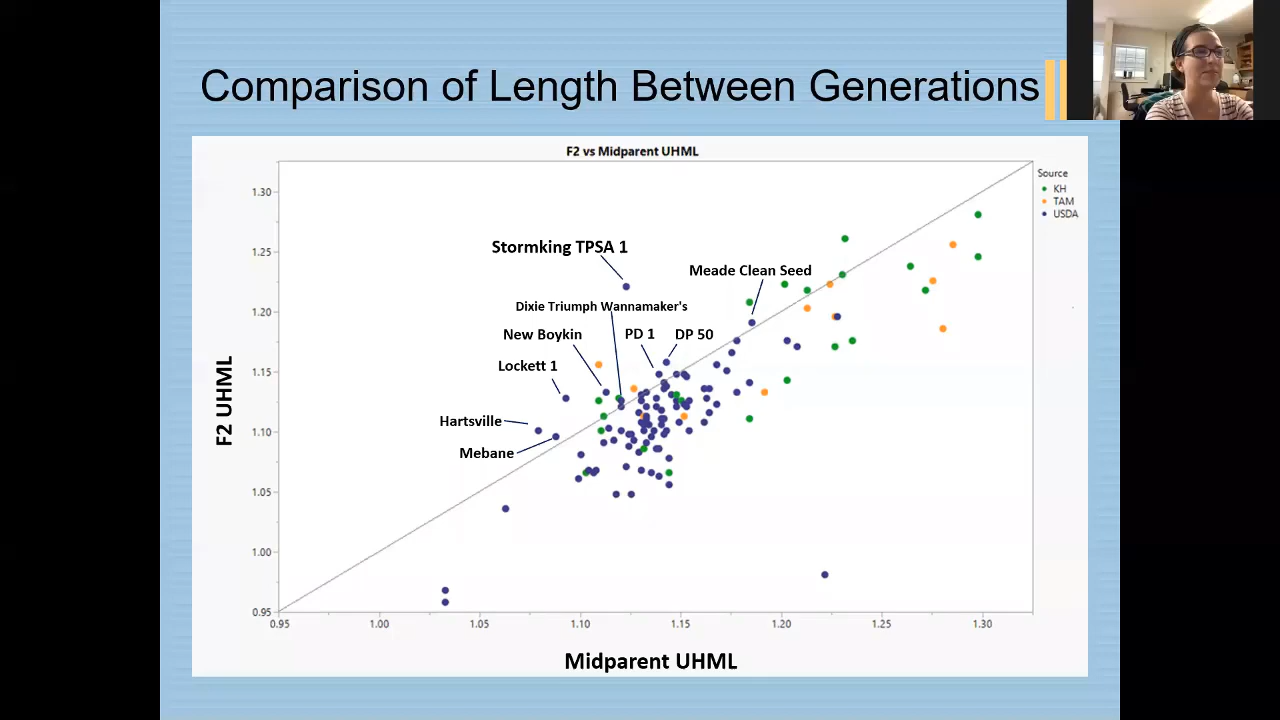 Comparison of Length Between Generations
F2 vs Midparent UHML
Source
KH
TAM
USDA
1.30
1.25
1.20
1.15
1.10
1.05
1.00
0.95
F2 UHML
Stormking TPSA 1
Meade Clean Seed
Dixie Triumph Wannamaker's
New Boykin
PD 1
DP 50
Lockett 1
Hartsville
Mebane
0.95
1.00
1.05
1.10
1.15
1.20
1.25
1.30
Midparent UHML